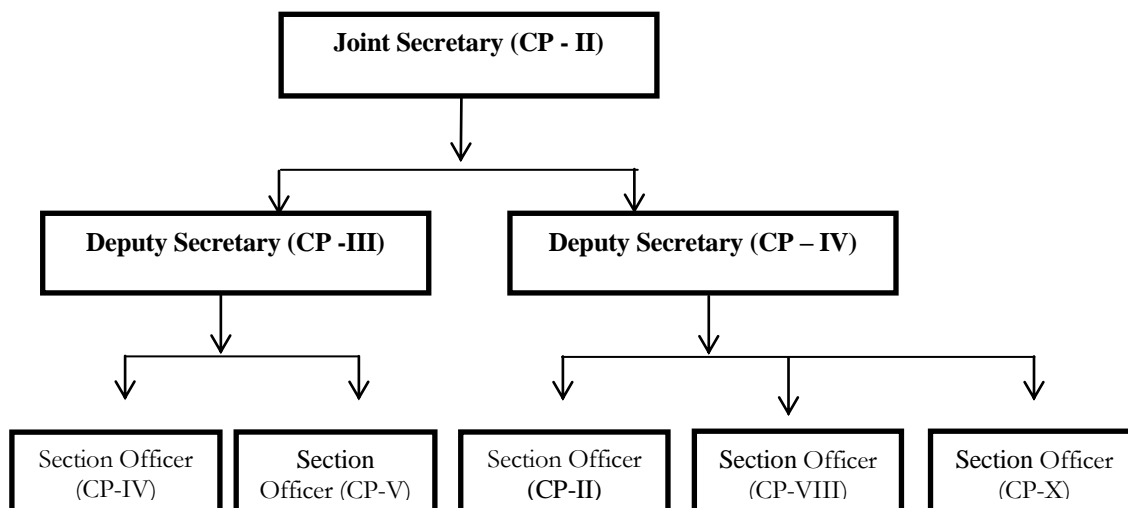 Joint Secretary (CP - II)
Deputy Secretary (CP -III)
Deputy Secretary (CP – IV)
Section Officer
(CP-IV)
Section
Officer (CP-V)
Section Officer
(CP-II)
Section Officer
(CP-VIII)
Section Officer
(CP-X)